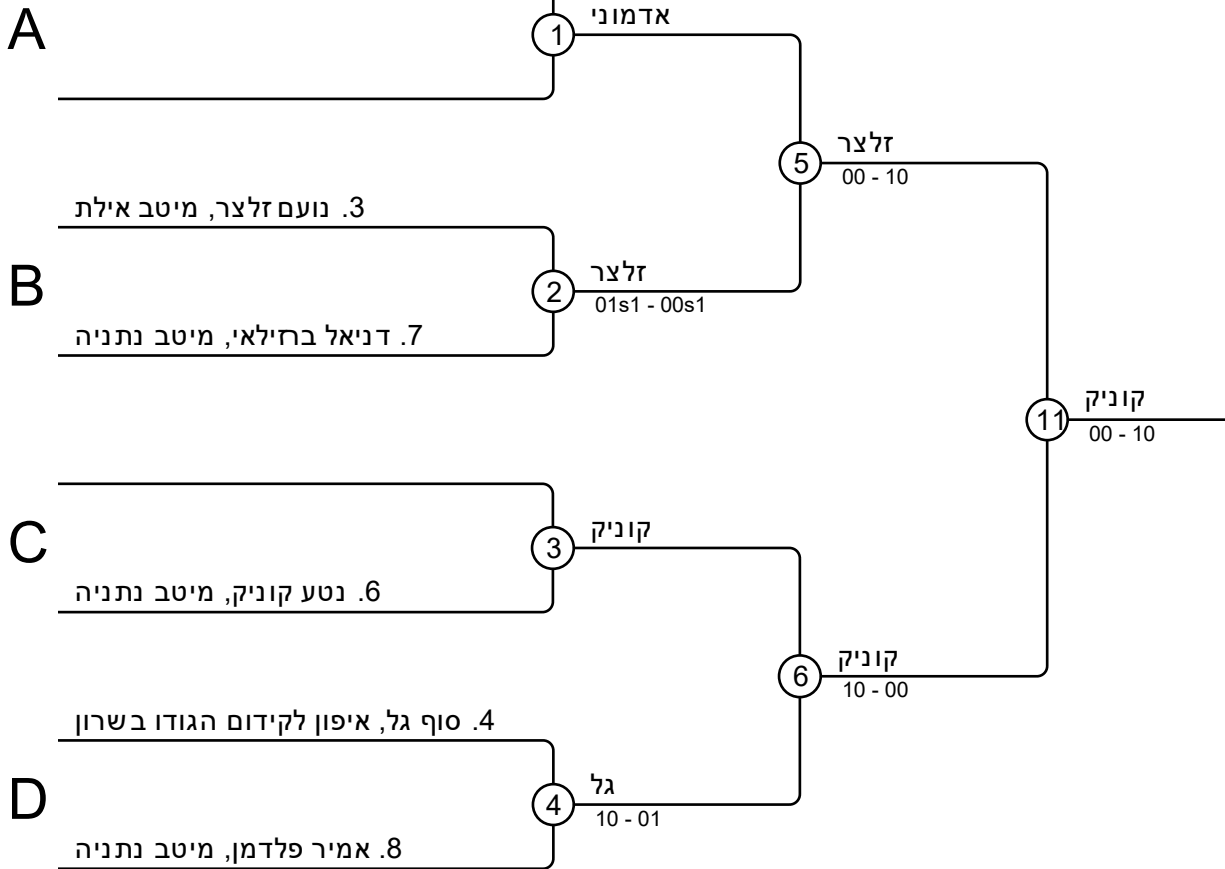 A
1
אדמוני
5
זלצר
00 - 10
3. נועם זלצר, מיטב אילת
B
2
זלצר
01s1 - 00s1
7. דניאל ברזילאי, מיטב נתניה
11
קוניק
00 - 10
C
3
קוניק
6. נטע קוניק, מיטב נתניה
6
קוניק
10 - 00
4. סוף גל, איפון לקידום הגודו בשרון
D
4
גל
10 - 01
8. אמיר פלדמן, מיטב נתניה